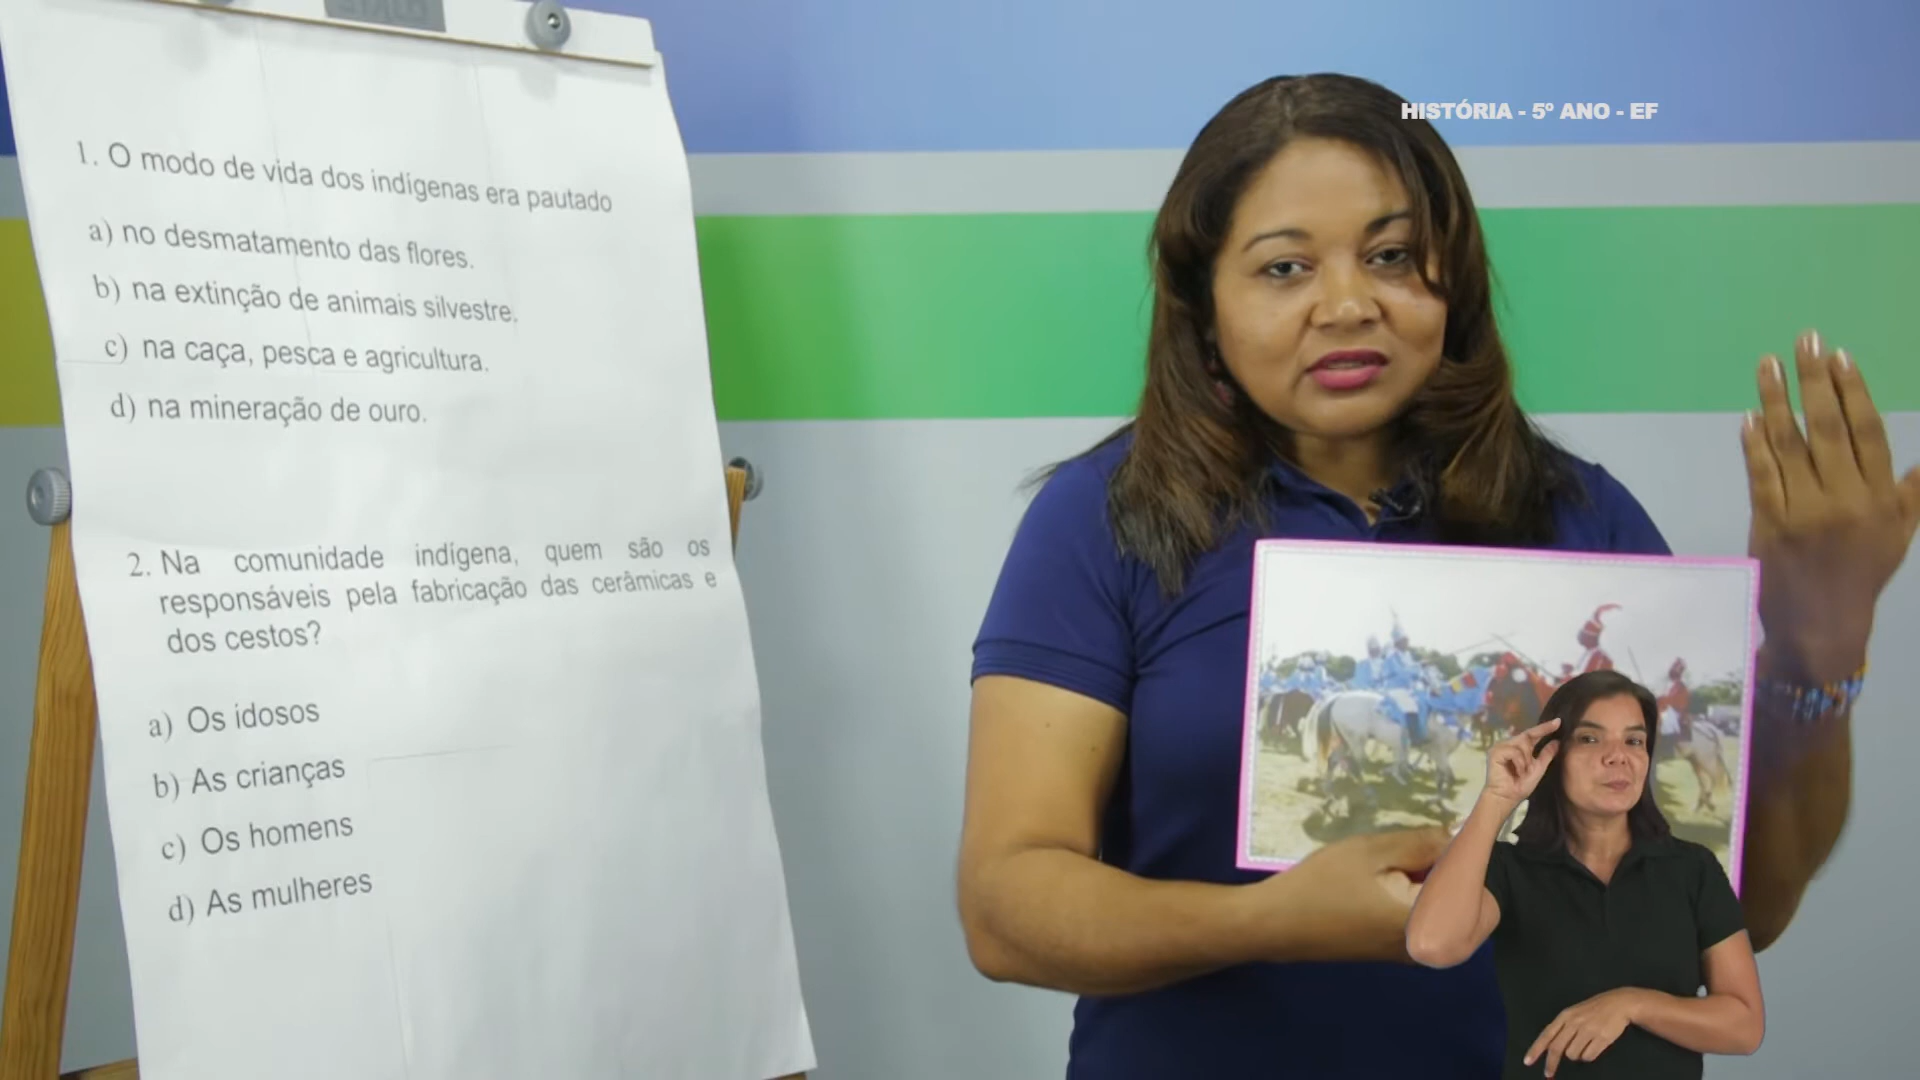 HISTÓRIA - 5º ANO - EF
1. O modo de vida dos indígenas era pautado
a) no desmatamento das flores.
b) na extinção de animais silvestre.
c) na caça, pesca e agricultura.
d) na mineração de ouro.
2. Na comunidade indígena, quem são os
responsáveis pela fabricação das cerâmicas e
dos cestos?
a) Os idosos
b) As crianças
c) Os homens
d) As mulheres